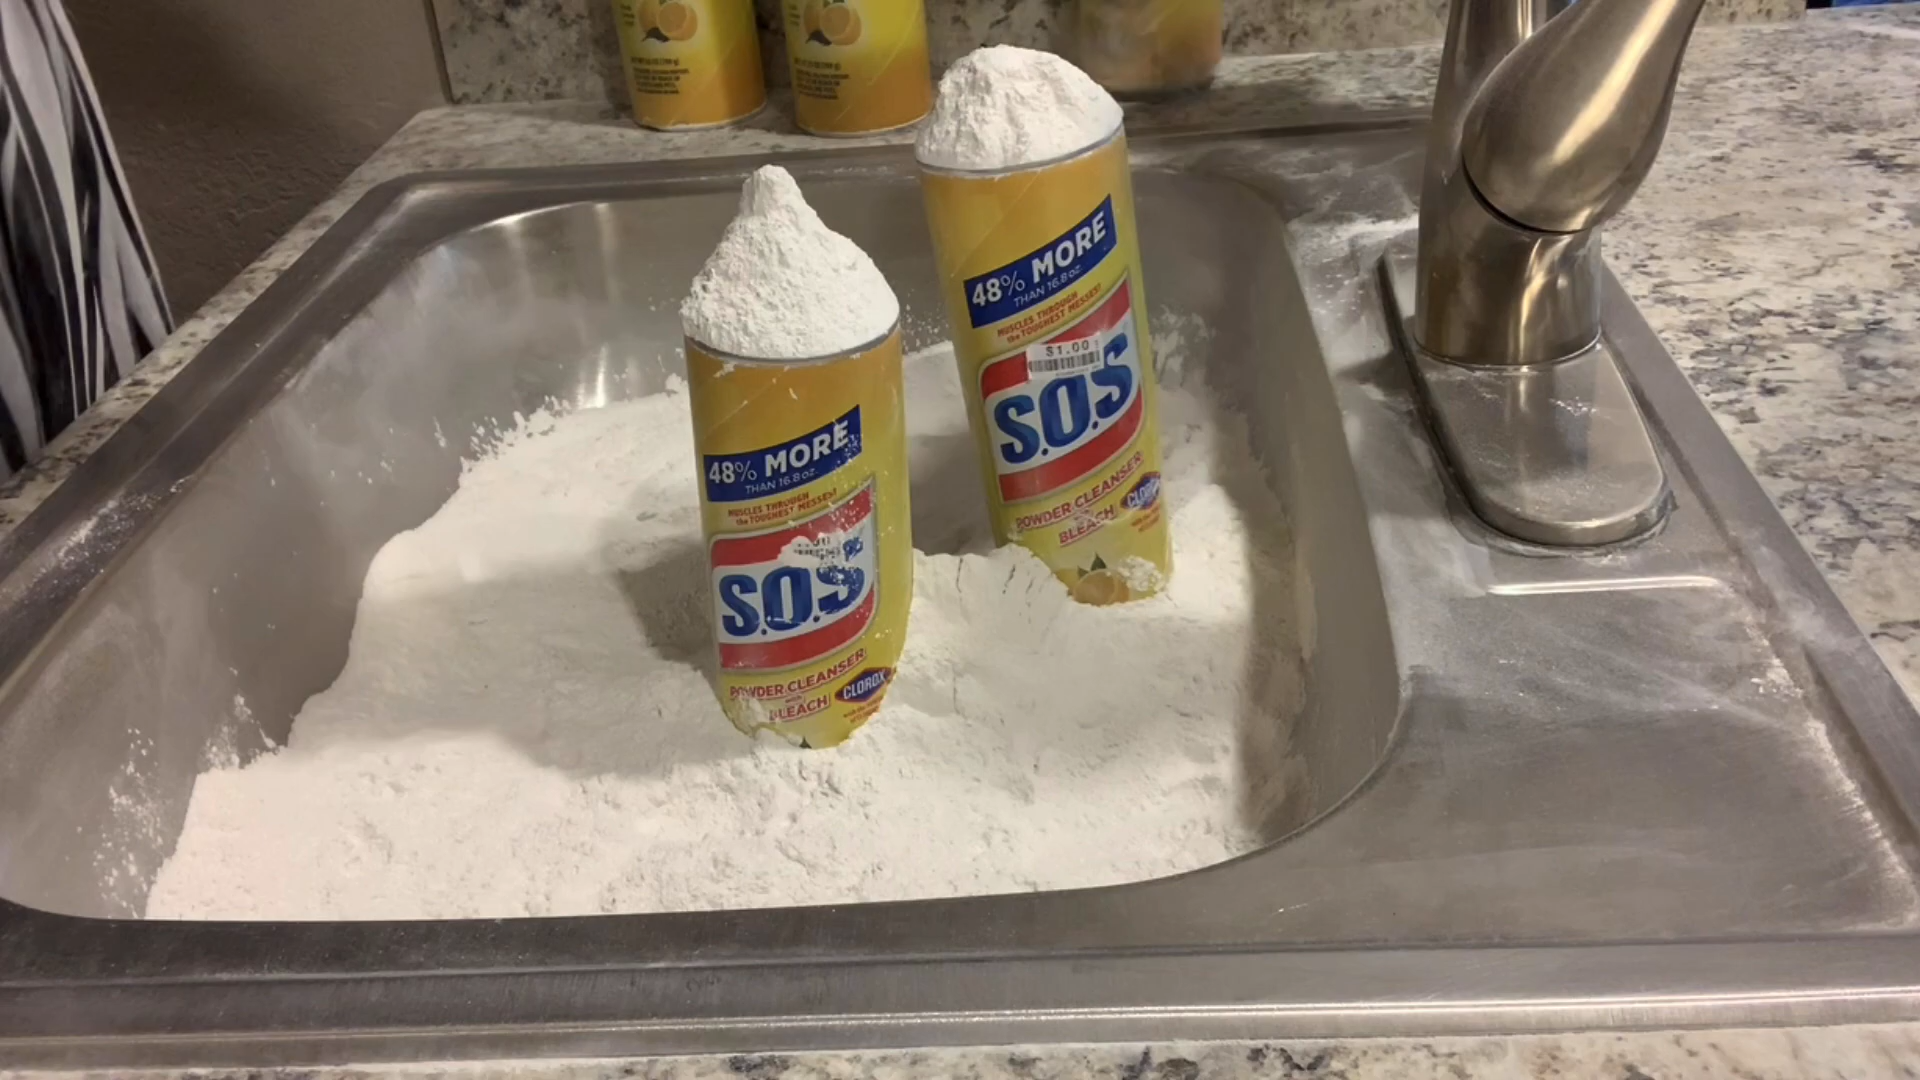 48% MORE
THAN 16.8 oz.
MUSCLES THROUGH
the TOUGHEST MESSES!
$1.00
S.O.S
POWDER CLEANSER
BLEACH
CLOROX
48% MORE
THAN 16.8 oz.
MUSCLES THROUGH
the TOUGHEST MESSES!
S.O.S
POWDER CLEANSER
with
BLEACH
CLOROX